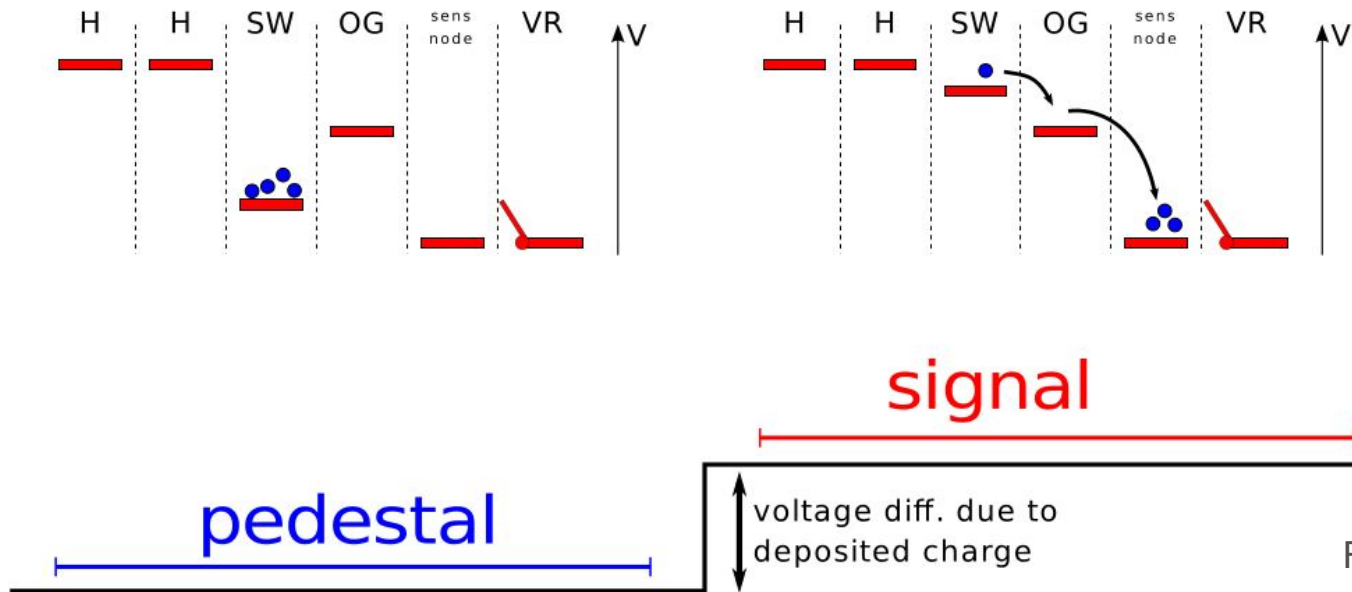 H H SW OG sens node VR V
H H SW OG sens node VR V
signal
pedestal
voltage diff. due to
deposited charge